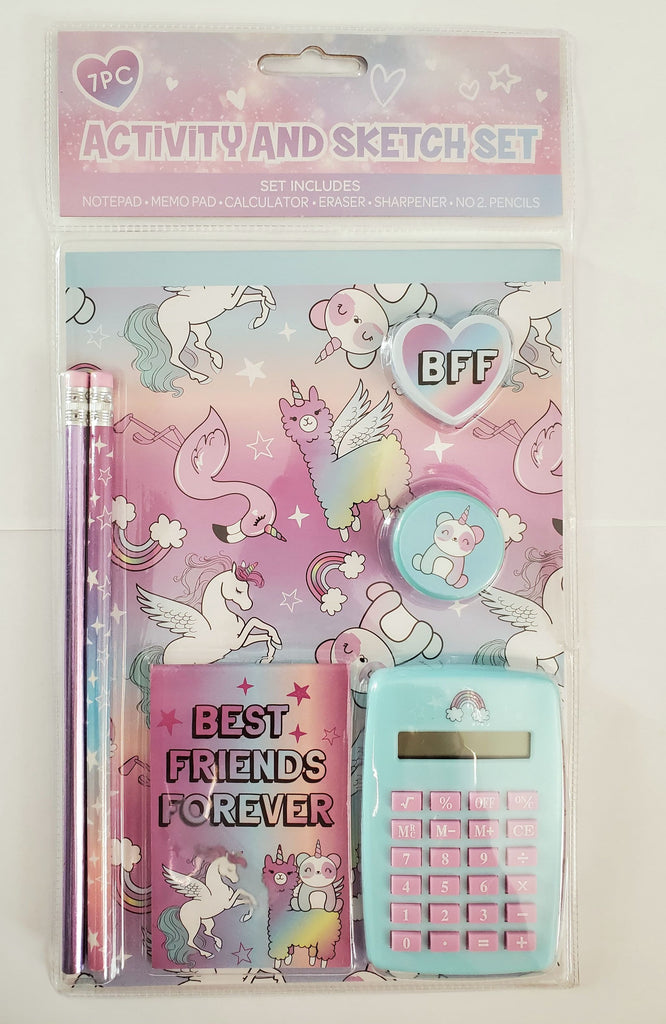 7PC
ACTIVITY AND SKETCH SET
SET INCLUDES
NOTEPAD • MEMO PAD • CALCULATOR • ERASER • SHARPENER • NO 2. PENCILS
BFF
BEST
FRIENDS
FOREVER
√ % OFF
M- M+ CE
7 8 9 ÷
4 5 6 ×
1 2 3 −
0 · = +